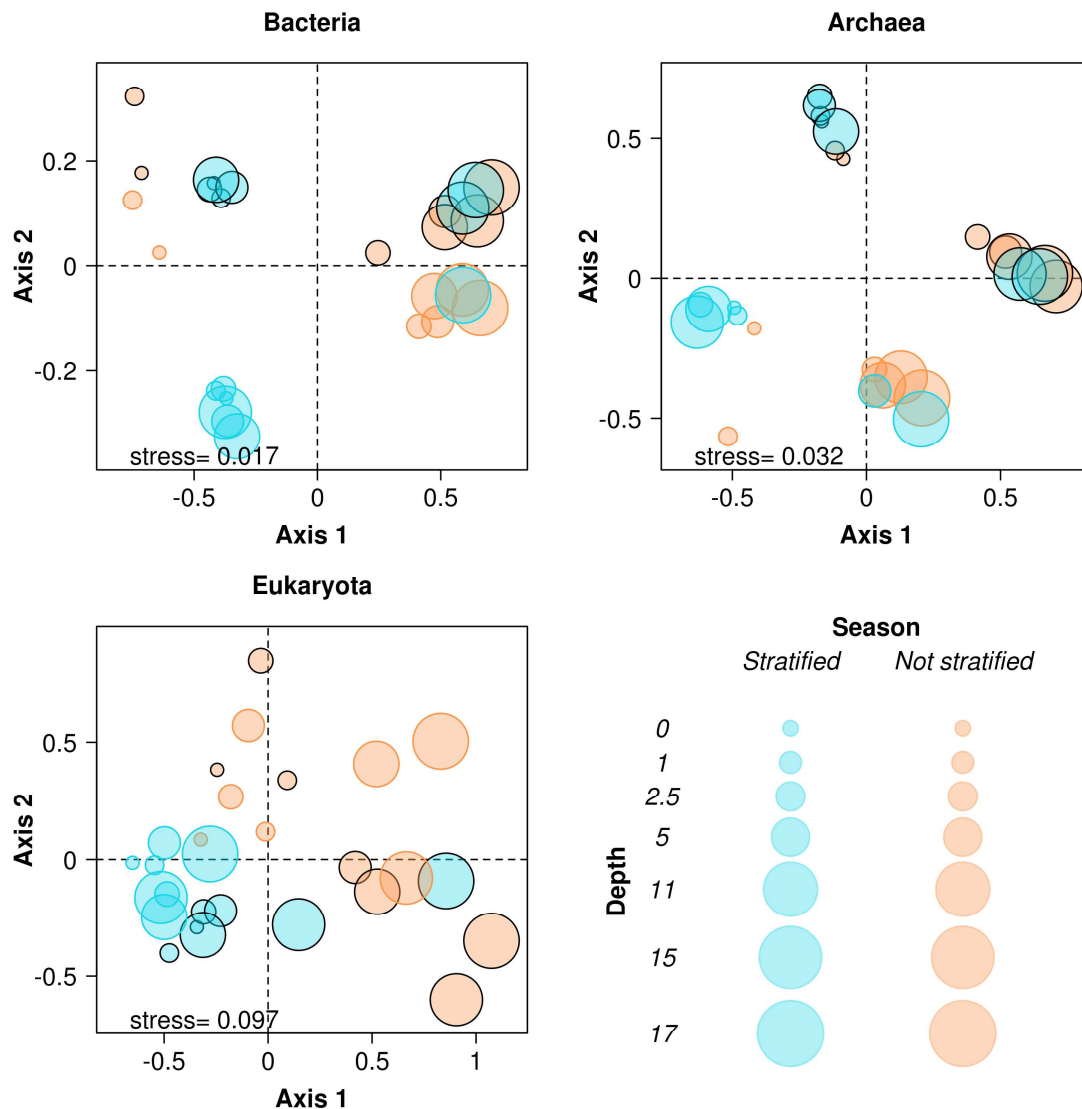 Bacteria
Axis 2
0.2
0
-0.2
stress= 0.017
-0.5 0 0.5
Axis 1
Archaea
Axis 2
0.5
0
-0.5
stress= 0.032
-0.5 0 0.5
Axis 1
Eukaryota
Axis 2
0.5
0
-0.5
stress= 0.097
-0.5 0 0.5 1
Axis 1
Season
Stratified Not stratified
Depth
0
1
2.5
5
11
15
17